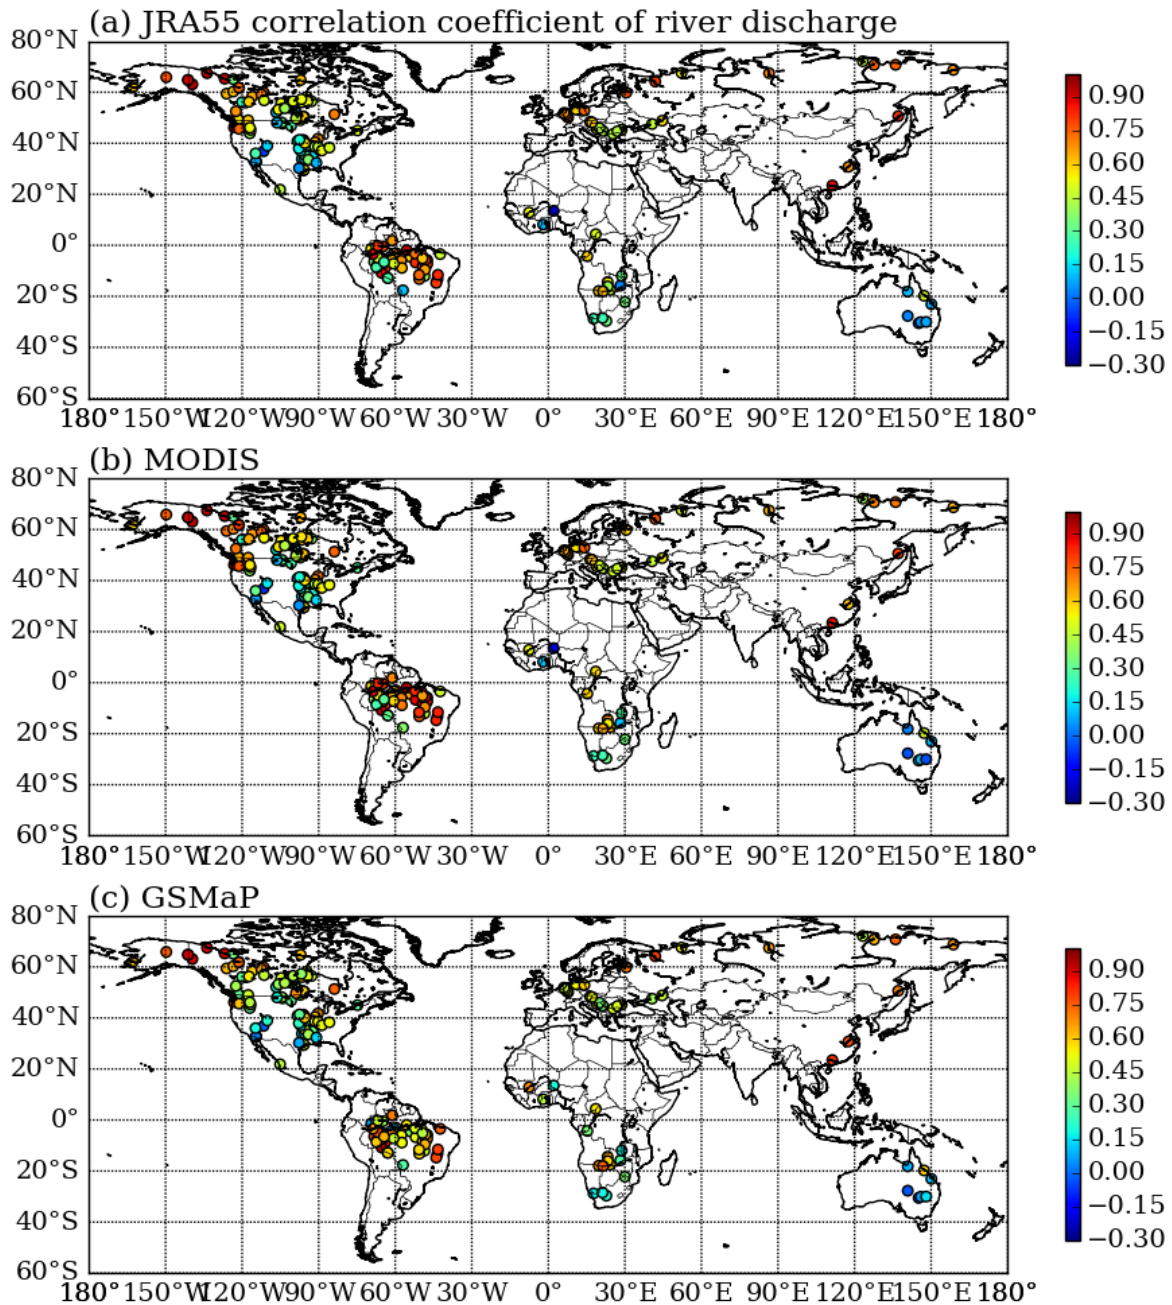 (a) JRA55 correlation coefficient of river discharge
80°N
60°N
40°N
20°N
0°
20°S
40°S
60°S
180° 150°W 120°W 90°W 60°W 30°W 0° 30°E 60°E 90°E 120°E 150°E 180°
0.90
0.75
0.60
0.45
0.30
0.15
0.00
−0.15
−0.30
(b) MODIS
80°N
60°N
40°N
20°N
0°
20°S
40°S
60°S
180° 150°W 120°W 90°W 60°W 30°W 0° 30°E 60°E 90°E 120°E 150°E 180°
0.90
0.75
0.60
0.45
0.30
0.15
0.00
−0.15
−0.30
(c) GSMaP
80°N
60°N
40°N
20°N
0°
20°S
40°S
60°S
180° 150°W 120°W 90°W 60°W 30°W 0° 30°E 60°E 90°E 120°E 150°E 180°
0.90
0.75
0.60
0.45
0.30
0.15
0.00
−0.15
−0.30